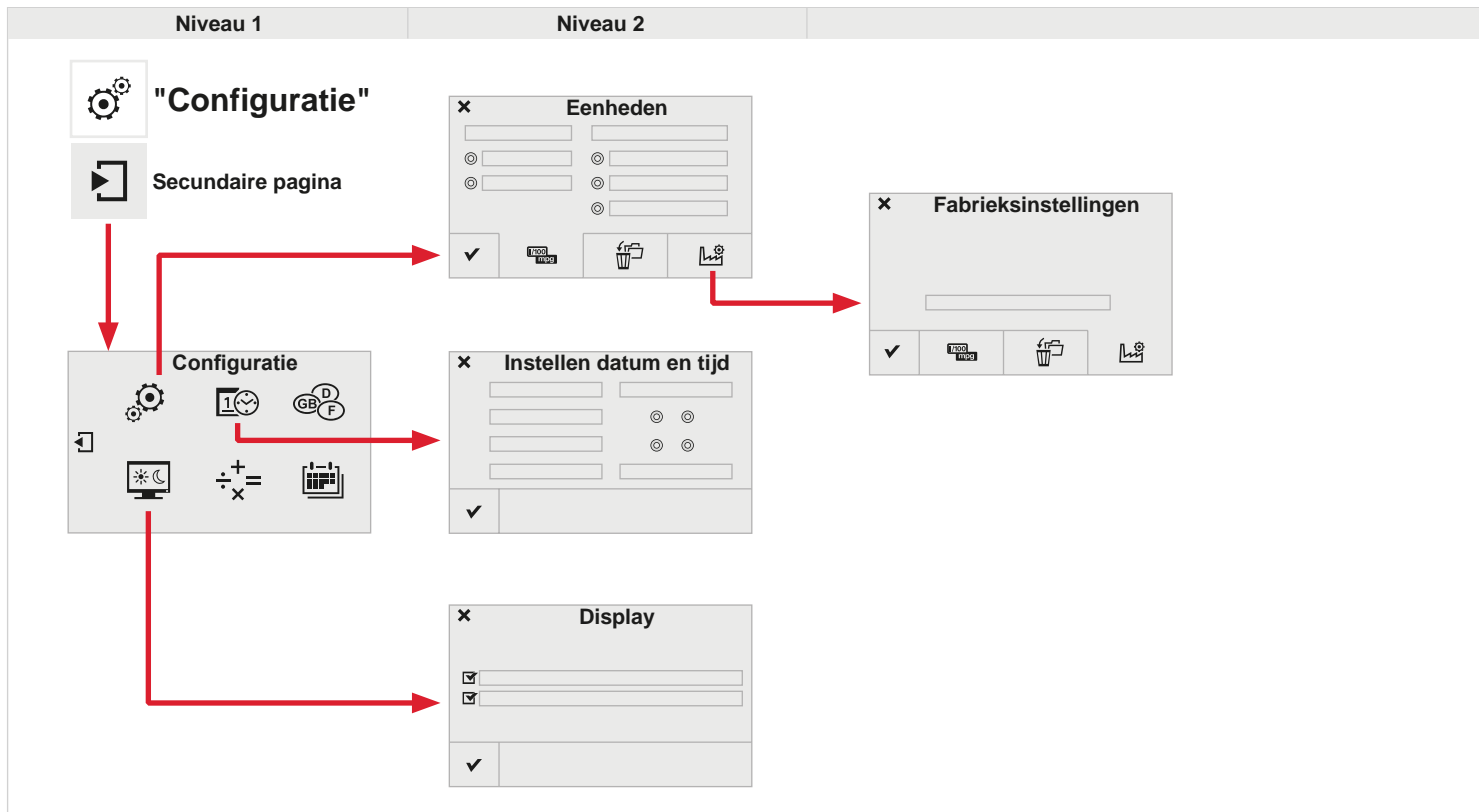 Niveau 1
Niveau 2
"Configuratie"
Secundaire pagina
Eenheden
l/100
mpg
Fabrieksinstellingen
l/100
mpg
Configuratie
1
GB
D
F
Instellen datum en tijd
Display